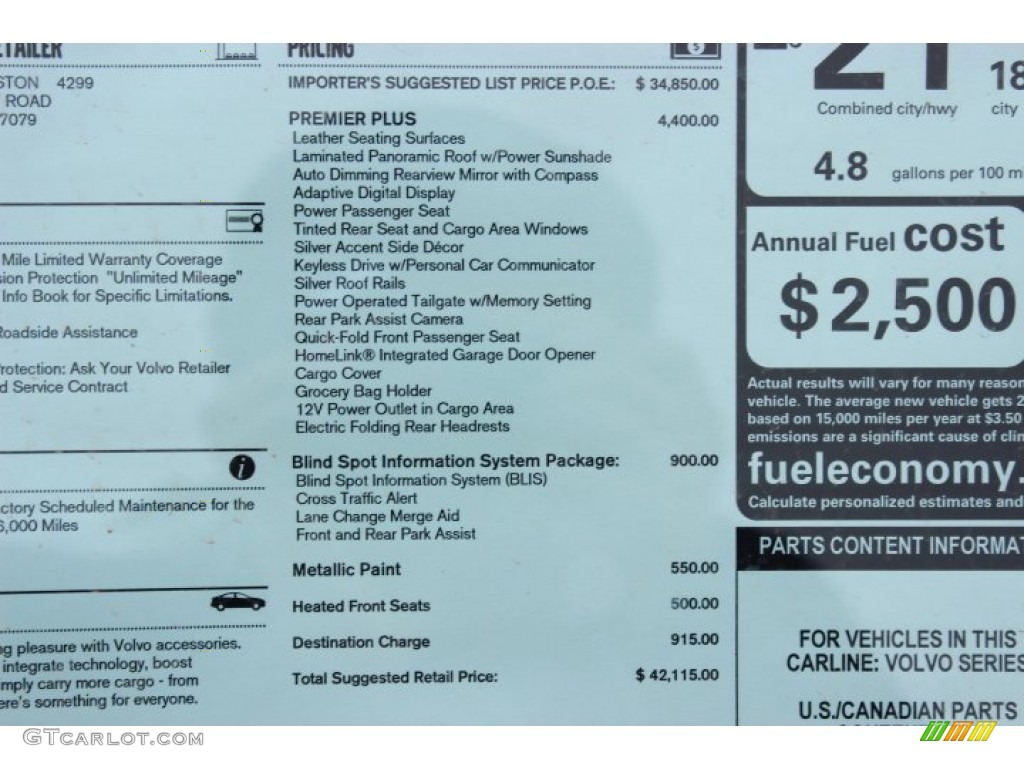 STON 4299
ROAD
7079
Mile Limited Warranty Coverage
Protection "Unlimited Mileage"
Info Book for Specific Limitations.
Roadside Assistance
Protection: Ask Your Volvo Retailer
Service Contract
i
Scheduled Maintenance for the
Miles
pleasure with Volvo accessories.
integrate technology, boost
carry more cargo - from
something for everyone.
PRICING
$
IMPORTER'S SUGGESTED LIST PRICE P.O.E.: $ 34,850.00
PREMIER PLUS 4,400.00
Leather Seating Surfaces
Laminated Panoramic Roof w/Power Sunshade
Auto Dimming Rearview Mirror with Compass
Adaptive Digital Display
Power Passenger Seat
Tinted Rear Seat and Cargo Area Windows
Silver Accent Side Décor
Keyless Drive w/Personal Car Communicator
Silver Roof Rails
Power Operated Tailgate w/Memory Setting
Rear Park Assist Camera
Quick-Fold Front Passenger Seat
HomeLink® Integrated Garage Door Opener
Cargo Cover
Grocery Bag Holder
12V Power Outlet in Cargo Area
Electric Folding Rear Headrests
Blind Spot Information System Package: 900.00
Blind Spot Information System (BLIS)
Cross Traffic Alert
Lane Change Merge Aid
Front and Rear Park Assist
Metallic Paint 550.00
Heated Front Seats 500.00
Destination Charge 915.00
Total Suggested Retail Price: $ 42,115.00
21 18
Combined city/hwy city
4.8 gallons per 100
Annual Fuel cost
$2,500
Actual results will vary for many
vehicle. The average new vehicle gets
based on 15,000 miles per year at $3.50
emissions are a significant cause of
fueleconomy.
Calculate personalized estimates and
PARTS CONTENT
FOR VEHICLES IN THIS
CARLINE: VOLVO SERIES
U.S./CANADIAN PARTS
GTcarlot.com